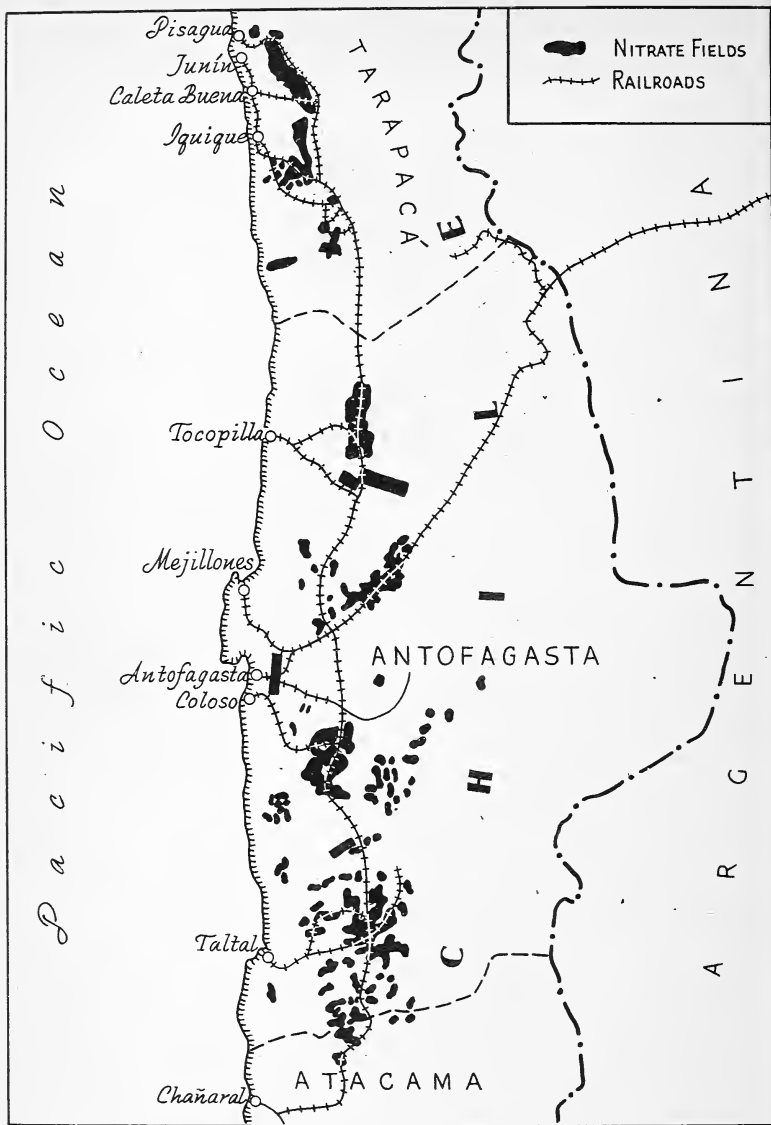 Pisagua
Junín
Caleta Buena
Iquique
TARAPACA
NITRATE FIELDS
RAILROADS
Pacific Ocean
Tocopilla
Mejillones
Antofagasta
Coloso
ANTOFAGASTA
CHILE
ARGENTINA
Taltal
Chañaral
ATACAMA